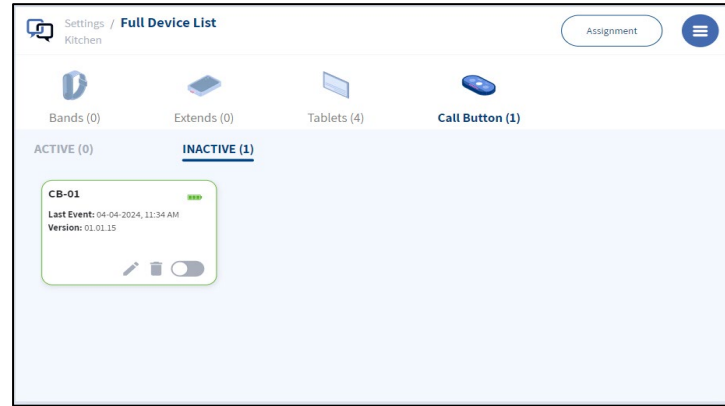 Settings / Full Device List
Kitchen
Assignment
Bands (0)
Extends (0)
Tablets (4)
Call Button (1)
ACTIVE (0)
INACTIVE (1)
CB-01
Last Event: 04-04-2024, 11:34 AM
Version: 01.01.15